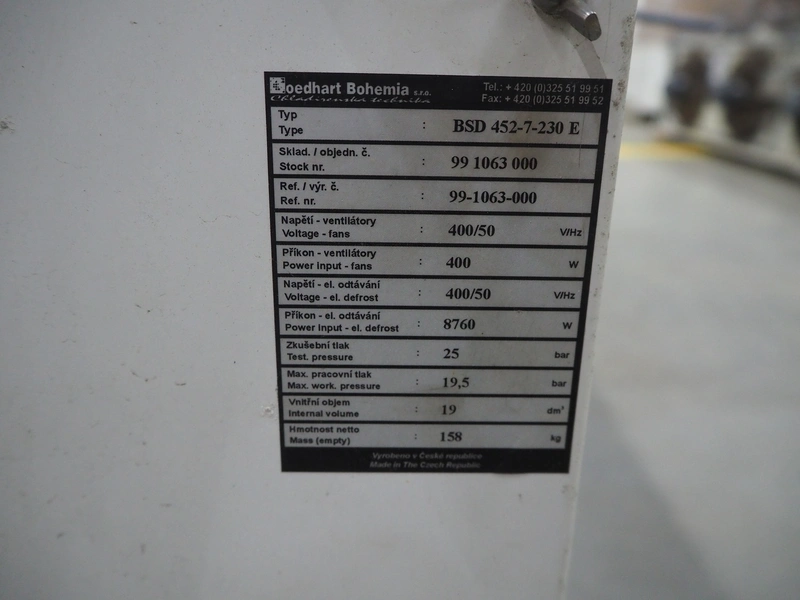 Goedhart Bohemia s.r.o. Tel.: + 420 (0)325 51 99 51
Chladírenská technika Fax: + 420 (0)325 51 99 52
Typ
Type : BSD 452-7-230 E
Sklad. / objedn. č.
Stock nr. : 99 1063 000
Ref. / výr. č.
Ref. nr. : 99-1063-000
Napětí - ventilátory
Voltage - fans : 400/50 V/Hz
Příkon - ventilátory
Power input - fans : 400 W
Napětí - el. odtávání
Voltage - el. defrost : 400/50 V/Hz
Příkon - el. odtávání
Power input - el. defrost : 8760 W
Zkušební tlak
Test. pressure : 25 bar
Max. pracovní tlak
Max. work. pressure : 19,5 bar
Vnitřní objem
Internal volume : 19 dm³
Hmotnost netto
Mass (empty) : 158 kg
Vyrobeno v České republice
Made in The Czech Republic